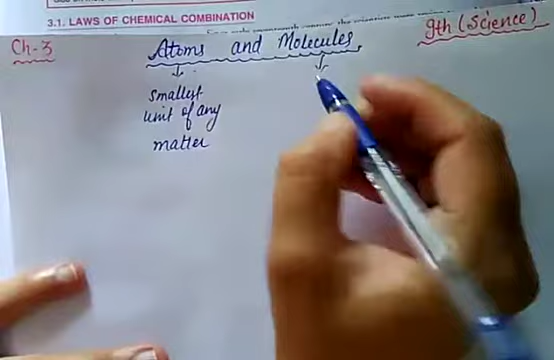 3.1. LAWS OF CHEMICAL COMBINATION
Ch-3
Atoms and Molecules
9th (Science)
smallest
unit of any
matter